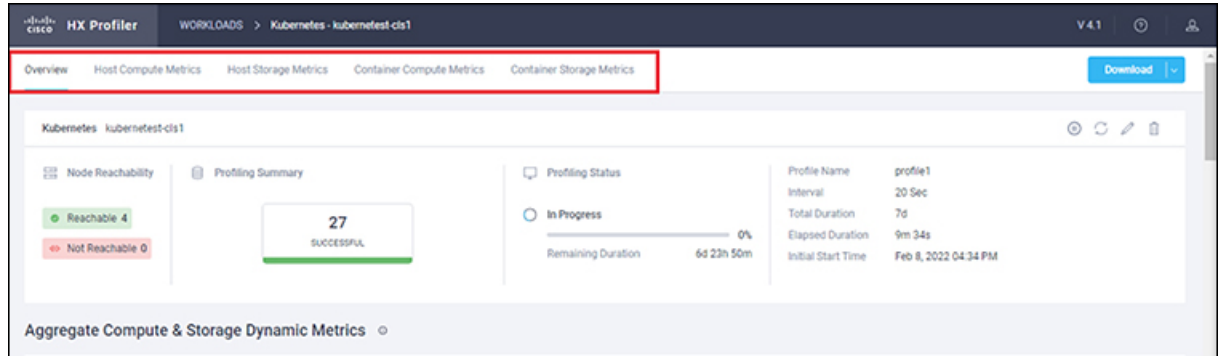 cisco HX Profiler WORKLOADS > Kubernetes - kubernetest-cls1 V 4.1
Overview Host Compute Metrics Host Storage Metrics Container Compute Metrics Container Storage Metrics Download
Kubernetes kubernetest-cls1
Node Reachability
Reachable 4
Not Reachable 0
Profiling Summary
27
SUCCESSFUL
Profiling Status
In Progress
0%
Remaining Duration 6d 23h 50m
Profile Name profile1
Interval 20 Sec
Total Duration 7d
Elapsed Duration 9m 34s
Initial Start Time Feb 8, 2022 04:34 PM
Aggregate Compute & Storage Dynamic Metrics